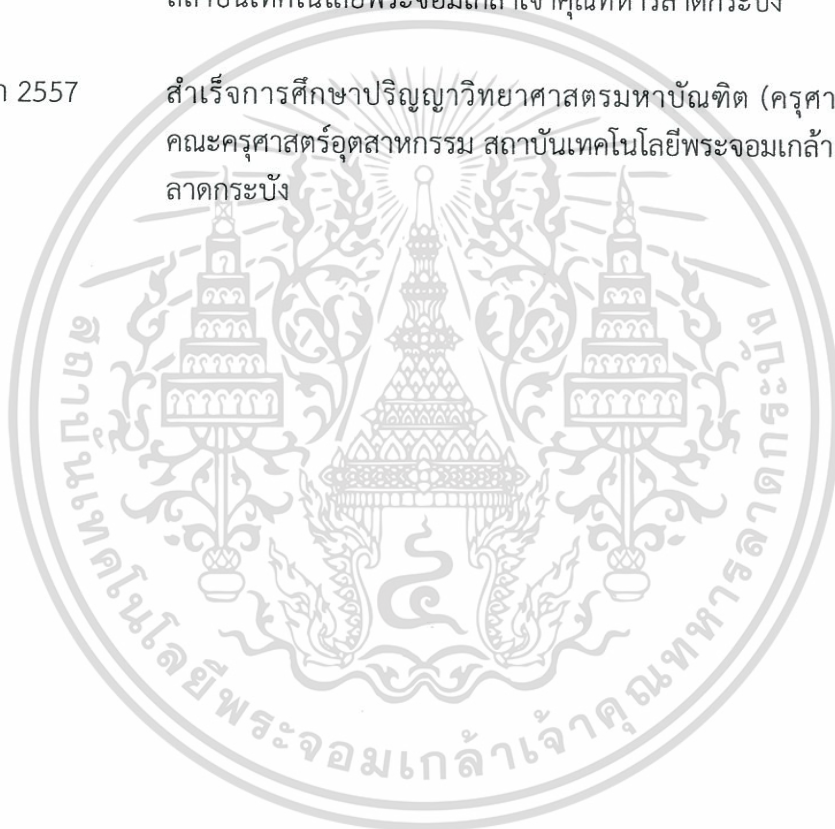 สถาบันเทคโนโลยีพระจอมเกล้าเจ้าคุณทหารลาดกระบัง
2557 สำเร็จการศึกษาปริญญาวิทยาศาสตรมหาบัณฑิต (ครุศา
คณะครุศาสตร์อุตสาหกรรม สถาบันเทคโนโลยีพระจอมเกล้า
ลาดกระบัง
สถาบันเทคโนโลยีพระจอมเกล้าเจ้าคุณทหารลาดกระบัง